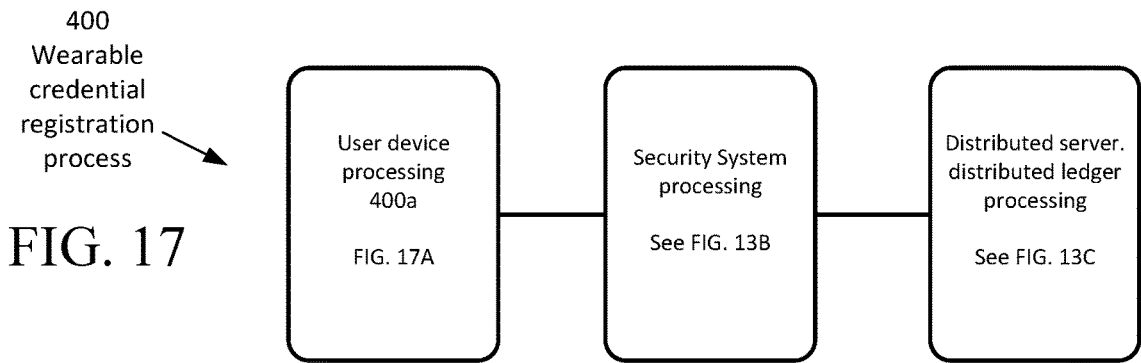 400
Wearable
credential
registration
process
FIG. 17
User device
processing
400a
FIG. 17A
Security System
processing
See FIG. 13B
Distributed server.
distributed ledger
processing
See FIG. 13C